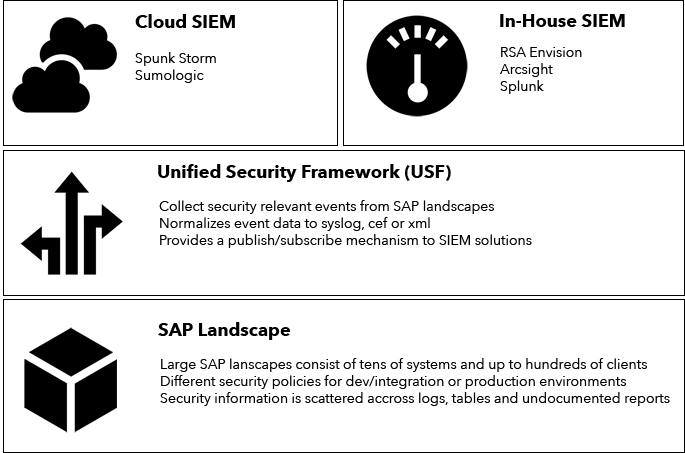 Cloud SIEM
Spunk Storm
Sumologic
In-House SIEM
RSA Envision
Arcsight
Splunk
Unified Security Framework (USF)
Collect security relevant events from SAP landscapes
Normalizes event data to syslog, cef or xml
Provides a publish/subscribe mechanism to SIEM solutions
SAP Landscape
Large SAP lanscapes consist of tens of systems and up to hundreds of clients
Different security policies for dev/integration or production environments
Security information is scattered accross logs, tables and undocumented reports